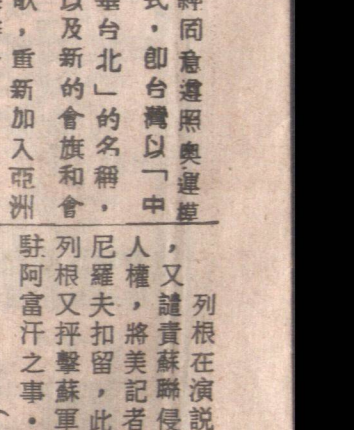 同意遵照奧運模
式，即台灣以「中
華台北」的名稱，
以及新的會旗和會
歌，重新加入亞洲
列根在演說
，又譴責蘇聯侵
人權，將美記者
尼羅夫扣留，此
列根又抨擊蘇軍
駐阿富汗之事。